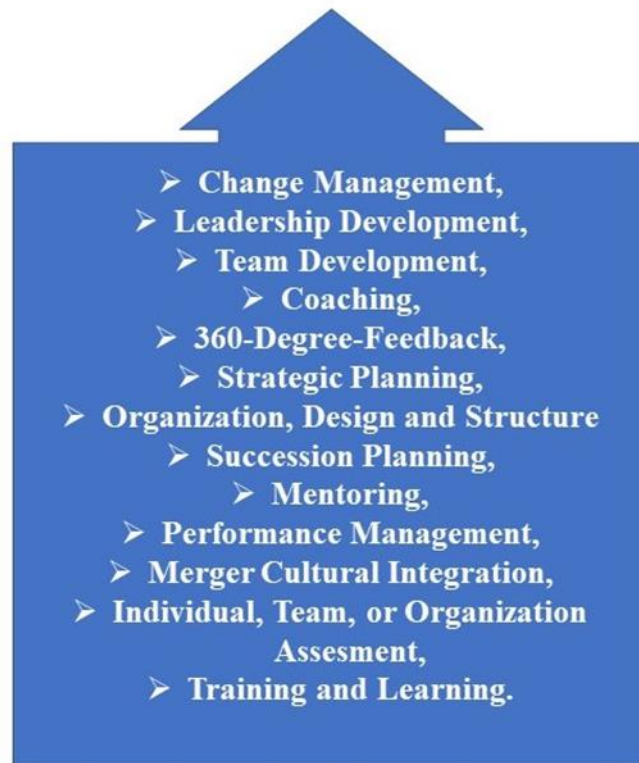 ➢ Change Management,
➢ Leadership Development,
➢ Team Development,
➢ Coaching,
➢ 360-Degree-Feedback,
➢ Strategic Planning,
➢ Organization, Design and Structure
➢ Succession Planning,
➢ Mentoring,
➢ Performance Management,
➢ Merger Cultural Integration,
➢ Individual, Team, or Organization
Assesment,
➢ Training and Learning.